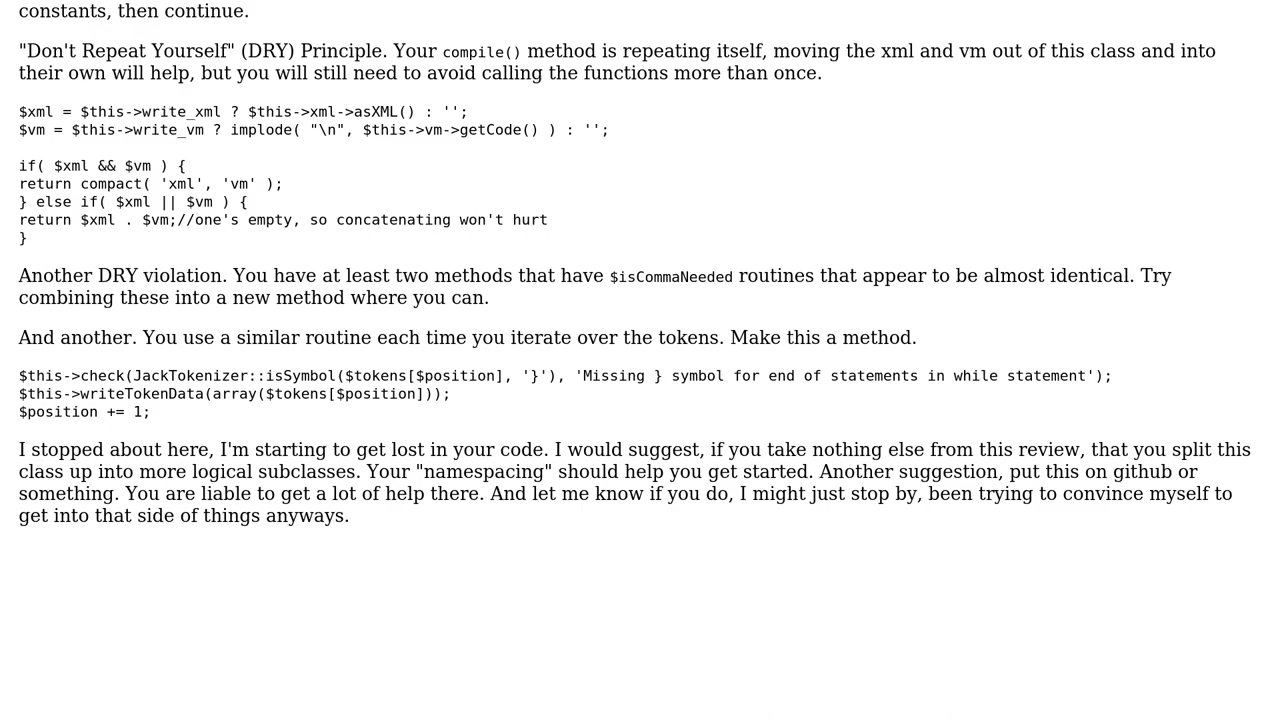 constants, then continue.
"Don't Repeat Yourself" (DRY) Principle. Your compile() method is repeating itself, moving the xml and vm out of this class and into
their own will help, but you will still need to avoid calling the functions more than once.
$xml = $this->write_xml ? $this->xml->asXML() : '';
$vm = $this->write_vm ? implode( "\n", $this->vm->getCode() ) : '';
if( $xml && $vm ) {
return compact( 'xml', 'vm' );
} else if( $xml || $vm ) {
return $xml . $vm;//one's empty, so concatenating won't hurt
}
Another DRY violation. You have at least two methods that have $isCommaNeeded routines that appear to be almost identical. Try
combining these into a new method where you can.
And another. You use a similar routine each time you iterate over the tokens. Make this a method.
$this->check(JackTokenizer::isSymbol($tokens[$position], '}'), 'Missing } symbol for end of statements in while statement');
$this->writeTokenData(array($tokens[$position]));
$position += 1;
I stopped about here, I'm starting to get lost in your code. I would suggest, if you take nothing else from this review, that you split this
class up into more logical subclasses. Your "namespacing" should help you get started. Another suggestion, put this on github or
something. You are liable to get a lot of help there. And let me know if you do, I might just stop by, been trying to convince myself to
get into that side of things anyways.